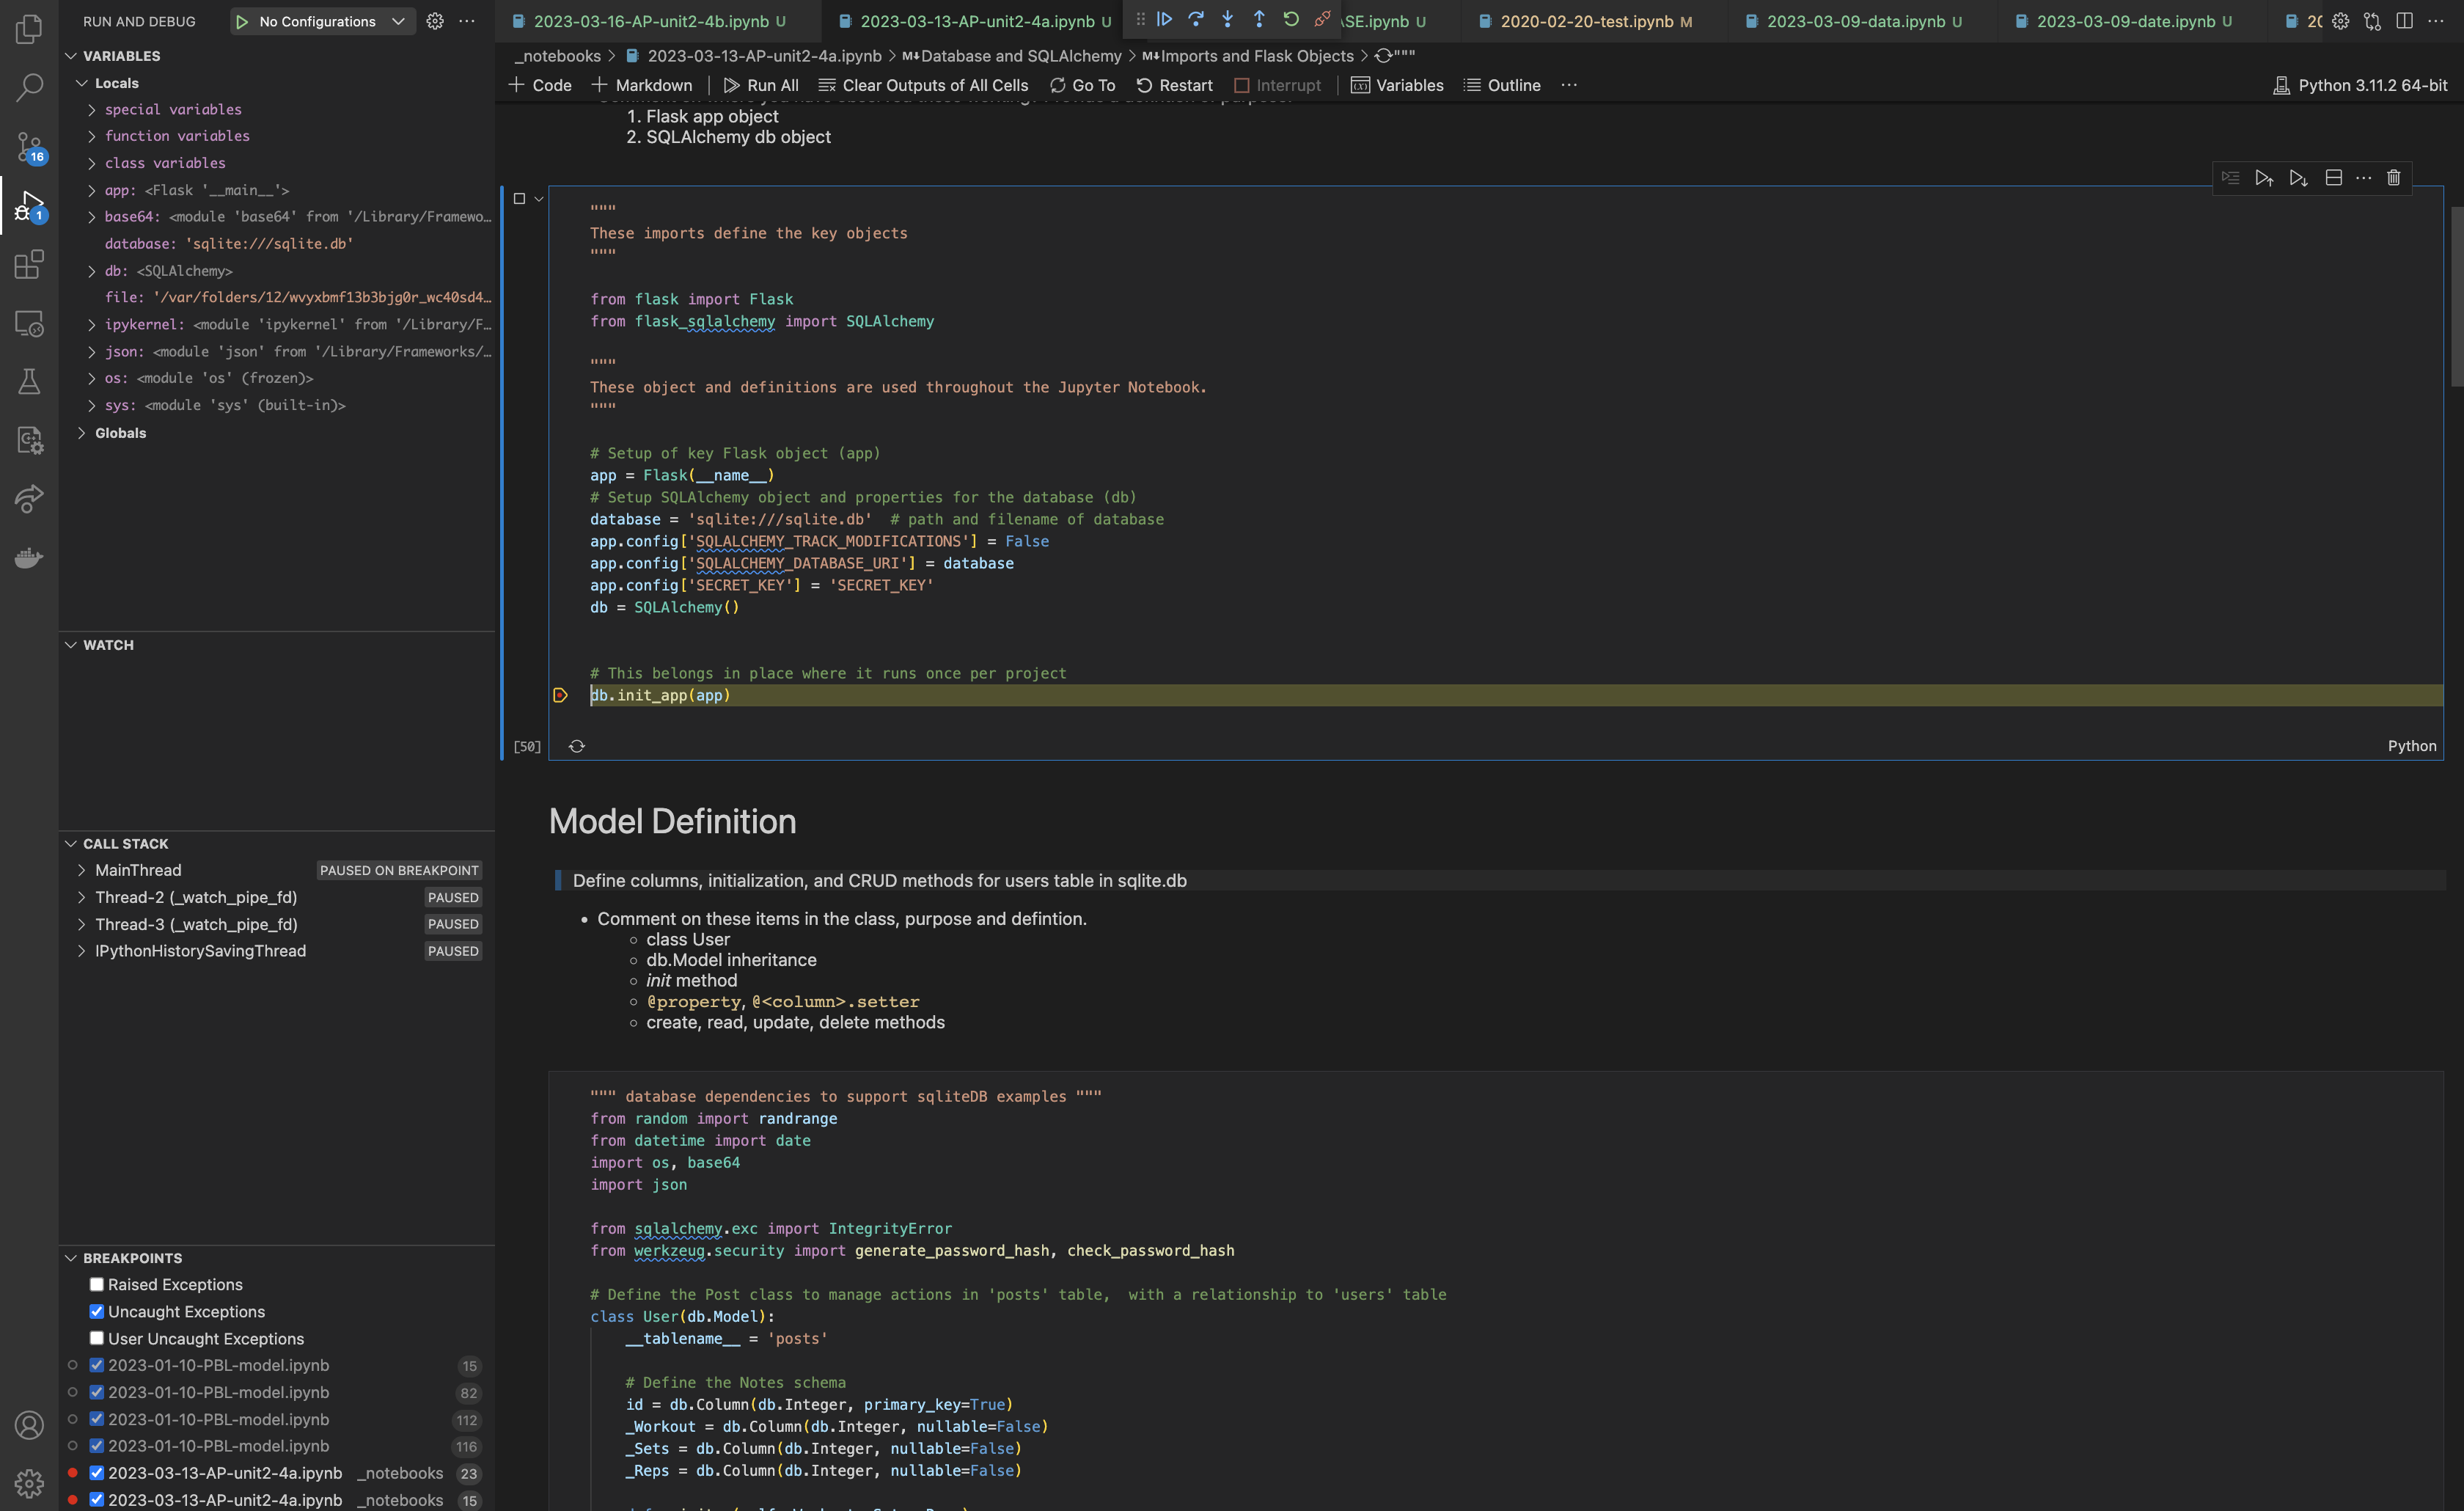 RUN AND DEBUG
No Configurations
VARIABLES
Locals
special variables
function variables
class variables
app: <Flask '__main__'>
base64: <module 'base64' from '/Library/Framewo…
database: 'sqlite:///sqlite.db'
db: <SQLAlchemy>
file: '/var/folders/12/wvyxbmf13b3bjg0r_wc40sd4…
ipykernel: <module 'ipykernel' from '/Library/F…
json: <module 'json' from '/Library/Frameworks/…
os: <module 'os' (frozen)>
sys: <module 'sys' (built-in)>
Globals
WATCH
CALL STACK
MainThread PAUSED ON BREAKPOINT
Thread-2 (_watch_pipe_fd) PAUSED
Thread-3 (_watch_pipe_fd) PAUSED
IPythonHistorySavingThread PAUSED
BREAKPOINTS
Raised Exceptions
Uncaught Exceptions
User Uncaught Exceptions
2023-01-10-PBL-model.ipynb 15
2023-01-10-PBL-model.ipynb 82
2023-01-10-PBL-model.ipynb 112
2023-01-10-PBL-model.ipynb 116
2023-03-13-AP-unit2-4a.ipynb _notebooks 23
2023-03-13-AP-unit2-4a.ipynb _notebooks 15
16
1
2023-03-16-AP-unit2-4b.ipynb U 2023-03-13-AP-unit2-4a.ipynb U SE.ipynb U 2020-02-20-test.ipynb M 2023-03-09-data.ipynb U 2023-03-09-date.ipynb U 20
_notebooks > 2023-03-13-AP-unit2-4a.ipynb > M↓Database and SQLAlchemy > M↓Imports and Flask Objects > """
+ Code + Markdown Run All Clear Outputs of All Cells Go To Restart Interrupt Variables Outline ··· Python 3.11.2 64-bit
1. Flask app object
2. SQLAlchemy db object
"""
These imports define the key objects
"""
from flask import Flask
from flask_sqlalchemy import SQLAlchemy
"""
These object and definitions are used throughout the Jupyter Notebook.
"""
# Setup of key Flask object (app)
app = Flask(__name__)
# Setup SQLAlchemy object and properties for the database (db)
database = 'sqlite:///sqlite.db'  # path and filename of database
app.config['SQLALCHEMY_TRACK_MODIFICATIONS'] = False
app.config['SQLALCHEMY_DATABASE_URI'] = database
app.config['SECRET_KEY'] = 'SECRET_KEY'
db = SQLAlchemy()
# This belongs in place where it runs once per project
db.init_app(app)
[50] Python
Model Definition
Define columns, initialization, and CRUD methods for users table in sqlite.db
• Comment on these items in the class, purpose and defintion.
○ class User
○ db.Model inheritance
○ init method
○ @property, @<column>.setter
○ create, read, update, delete methods
""" database dependencies to support sqliteDB examples """
from random import randrange
from datetime import date
import os, base64
import json
from sqlalchemy.exc import IntegrityError
from werkzeug.security import generate_password_hash, check_password_hash
# Define the Post class to manage actions in 'posts' table,  with a relationship to 'users' table
class User(db.Model):
__tablename__ = 'posts'
# Define the Notes schema
id = db.Column(db.Integer, primary_key=True)
_Workout = db.Column(db.Integer, nullable=False)
_Sets = db.Column(db.Integer, nullable=False)
_Reps = db.Column(db.Integer, nullable=False)